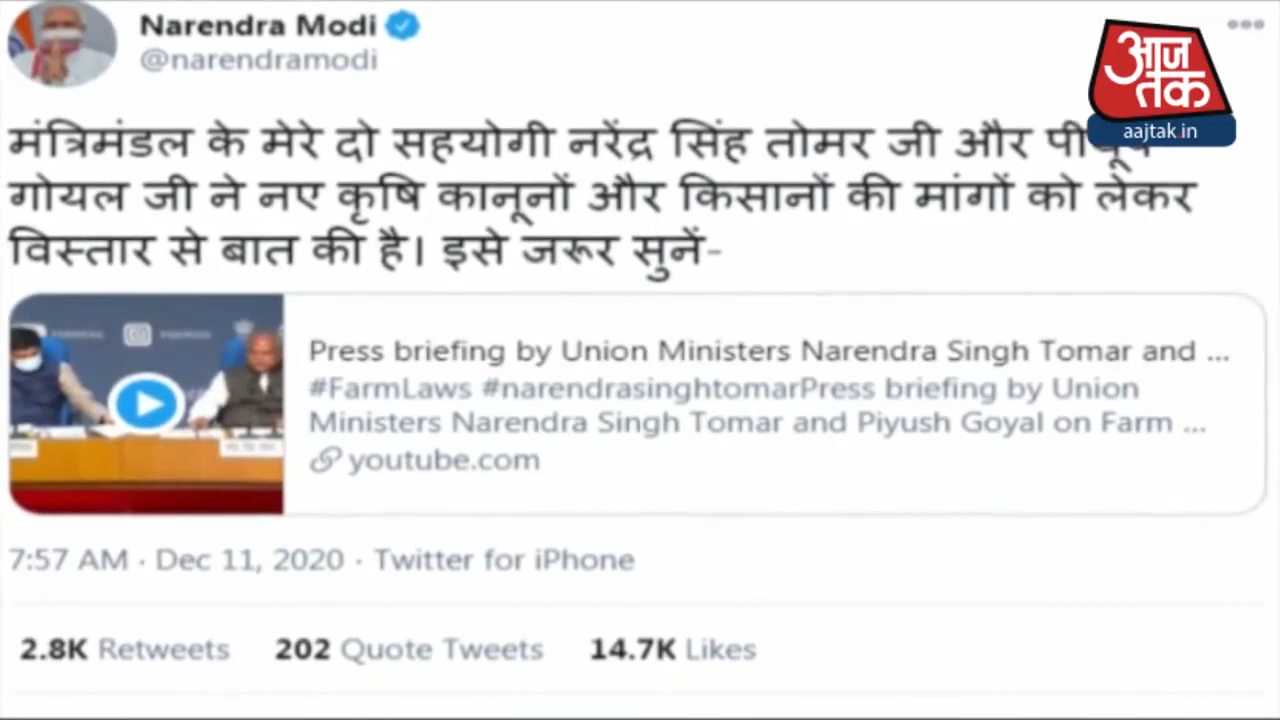 Narendra Modi
@narendramodi
आज
तक
aajtak.in
मंत्रिमंडल के मेरे दो सहयोगी नरेंद्र सिंह तोमर जी और
गोयल जी ने नए कृषि कानूनों और किसानों की मांगों को लेकर
विस्तार से बात की है। इसे जरूर सुनें-
Press briefing by Union Ministers Narendra Singh Tomar and ...
#FarmLaws #narendrasinghtomarPress briefing by Union
Ministers Narendra Singh Tomar and Piyush Goyal on Farm ...
youtube.com
7:57 AM · Dec 11, 2020 · Twitter for iPhone
2.8K Retweets 202 Quote Tweets 14.7K Likes